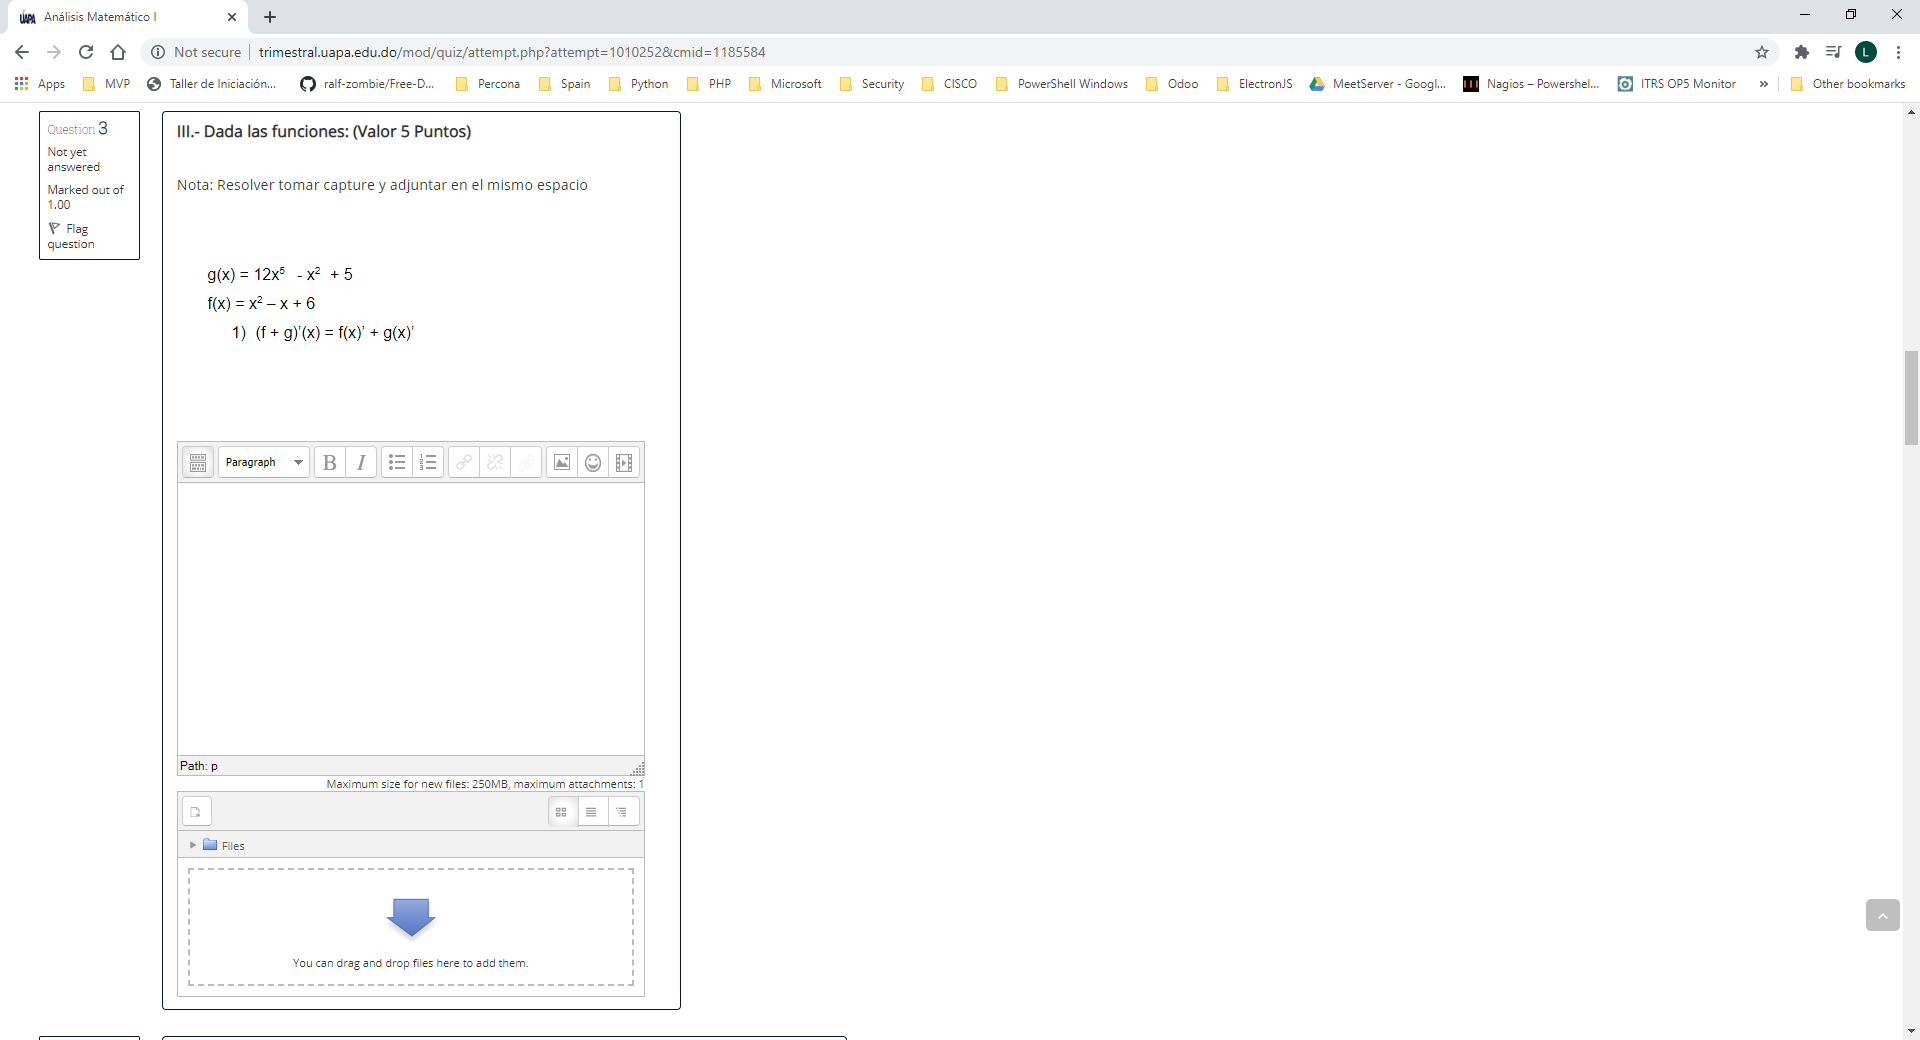 Análisis Matemático I
Not secure | trimestral.uapa.edu.do/mod/quiz/attempt.php?attempt=1010252&cmid=1185584
L
Apps MVP Taller de Iniciación... ralf-zombie/Free-D... Percona Spain Python PHP Microsoft Security CISCO PowerShell Windows Odoo ElectronJS MeetServer - Googl... Nagios – Powershel... ITRS OP5 Monitor » Other bookmarks
Question 3
Not yet
answered
Marked out of
1.00
Flag
question
III.- Dada las funciones: (Valor 5 Puntos)
Nota: Resolver tomar capture y adjuntar en el mismo espacio
g(x) = 12x⁵ - x² + 5
f(x) = x² – x + 6
1) (f + g)’(x) = f(x)’ + g(x)’
Paragraph
B I
Path: p
Maximum size for new files: 250MB, maximum attachments: 1
Files
You can drag and drop files here to add them.